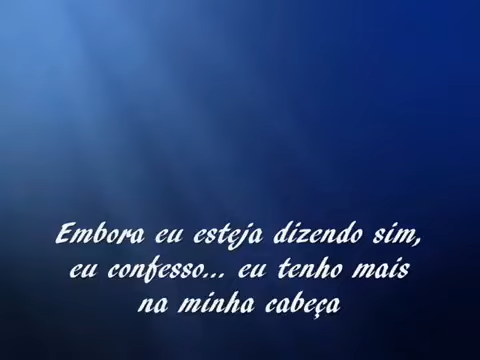 Embora eu esteja dizendo sim,
eu confesso... eu tenho mais
na minha cabeça